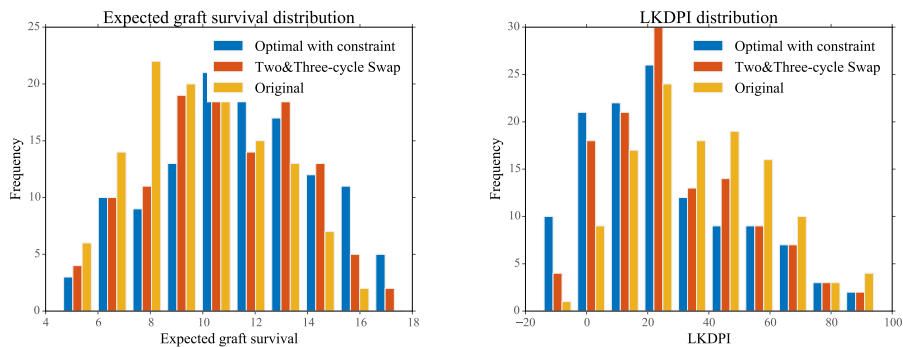 Expected graft survival distribution
25
20
15
10
5
0
Frequency
4 6 8 10 12 14 16 18
Expected graft survival
Optimal with constraint
Two&Three-cycle Swap
Original
LKDPI distribution
30
25
20
15
10
5
0
Frequency
−20 0 20 40 60 80 100
LKDPI
Optimal with constraint
Two&Three-cycle Swap
Original